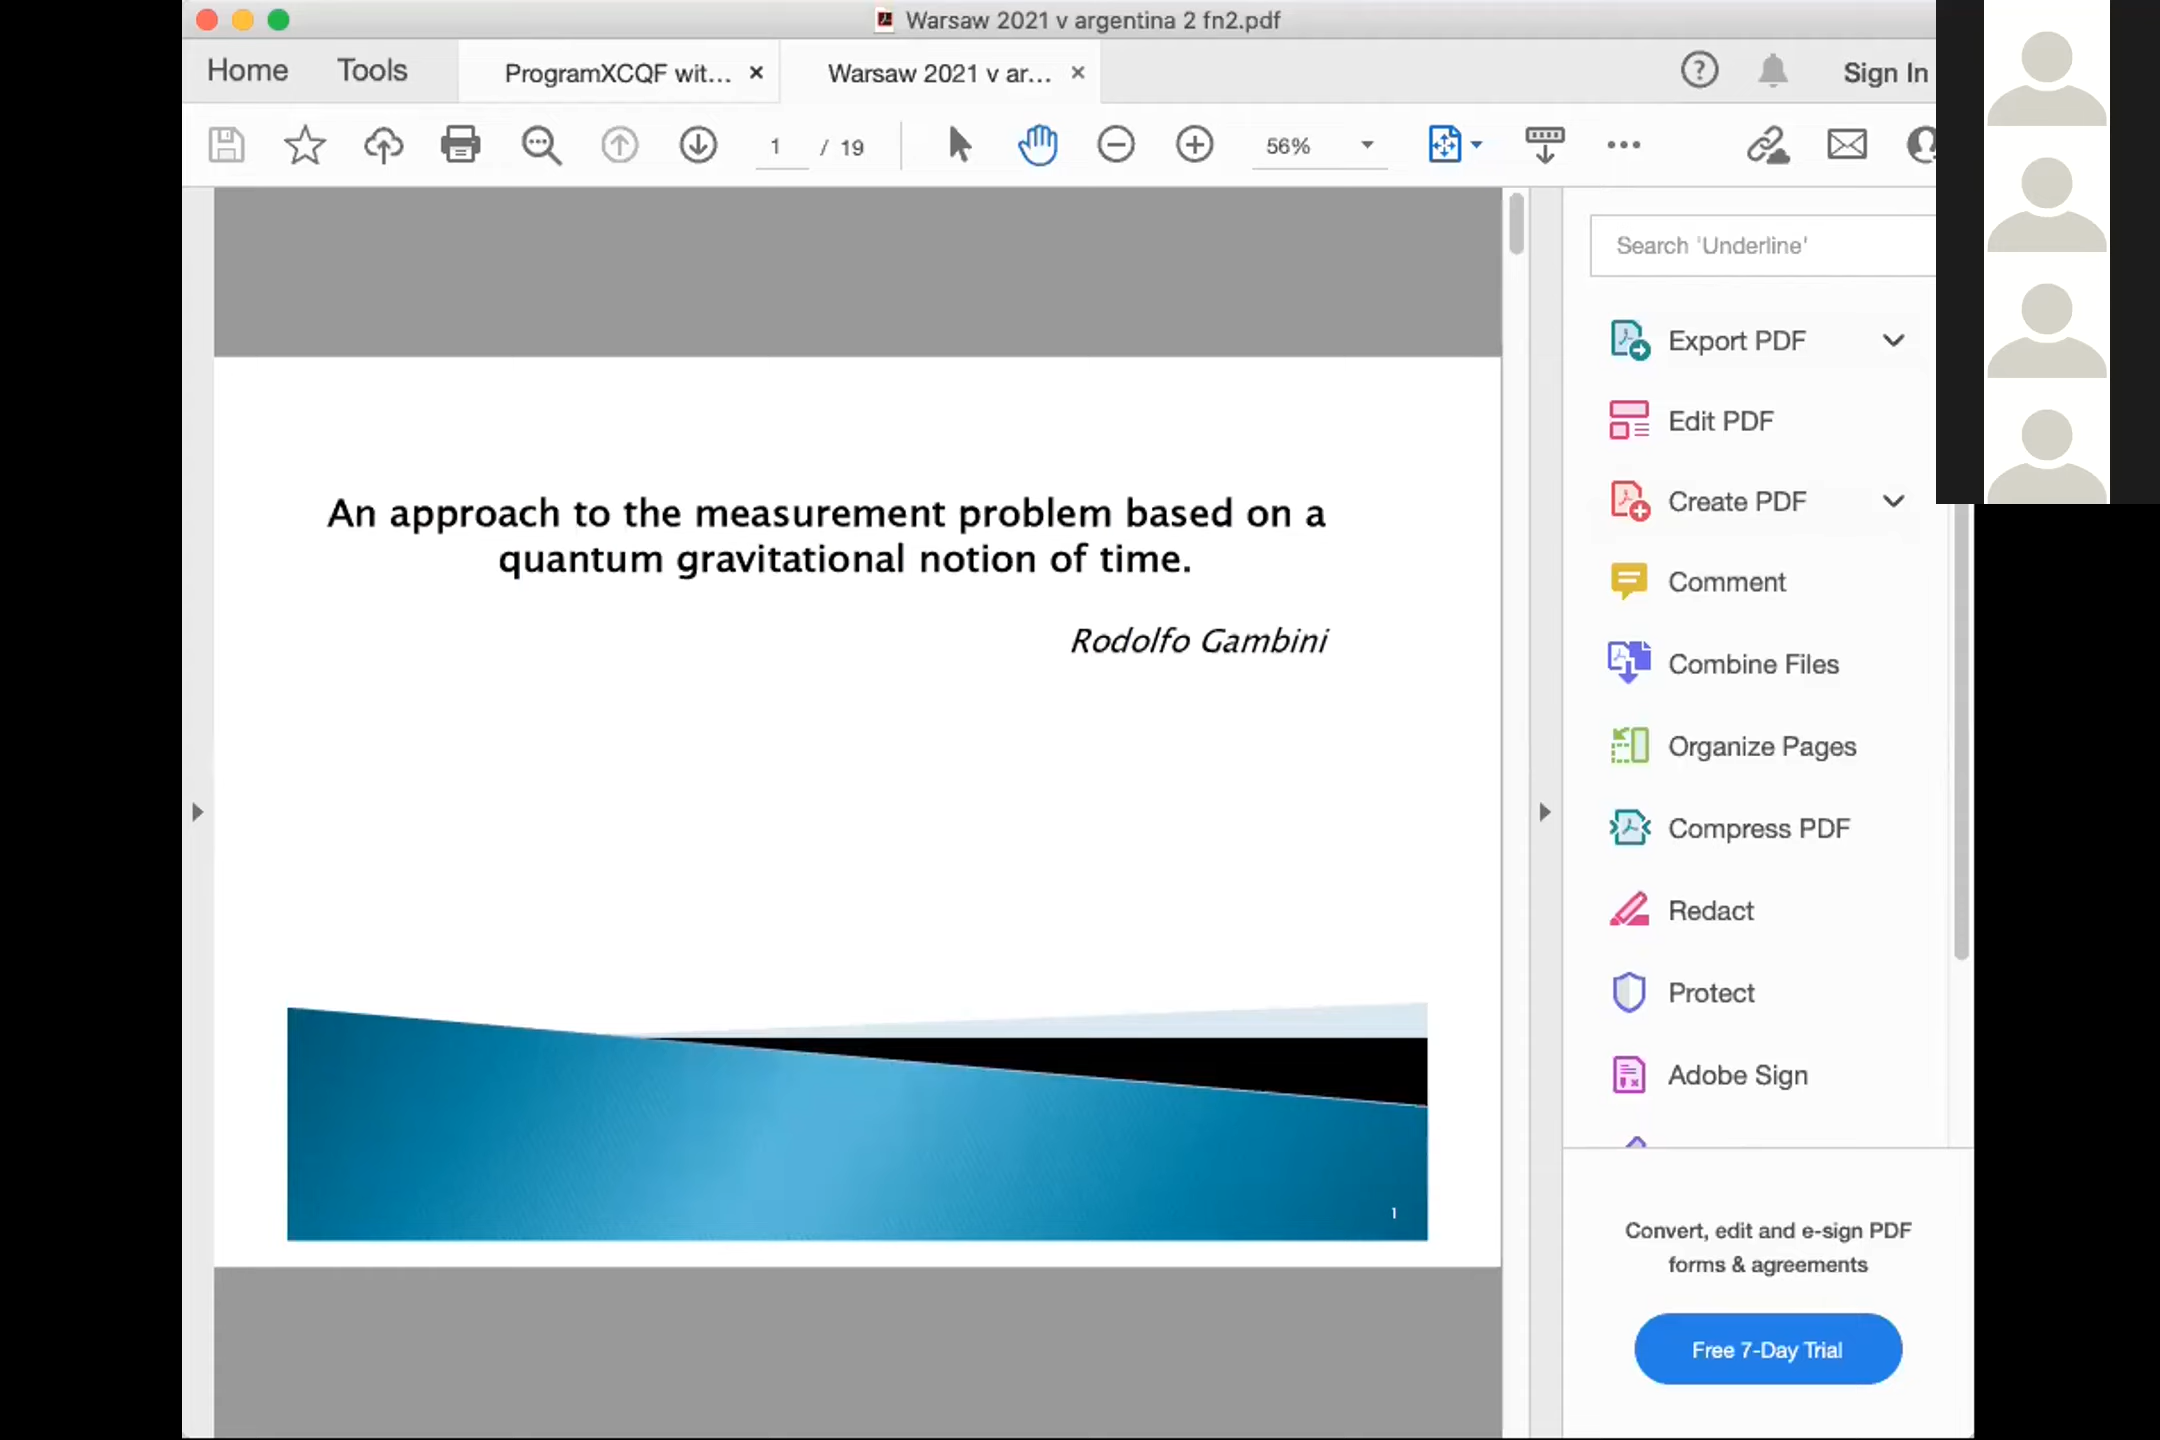 Warsaw 2021 v argentina 2 fn2.pdf
Home
Tools
ProgramXCQF wit... ×
Warsaw 2021 v ar... ×
?
Sign In
1 / 19
56%
•••
Search 'Underline'
Export PDF
Edit PDF
Create PDF
Comment
Combine Files
Organize Pages
Compress PDF
Redact
Protect
Adobe Sign
An approach to the measurement problem based on a
quantum gravitational notion of time.
Rodolfo Gambini
1
Convert, edit and e-sign PDF
forms & agreements
Free 7-Day Trial